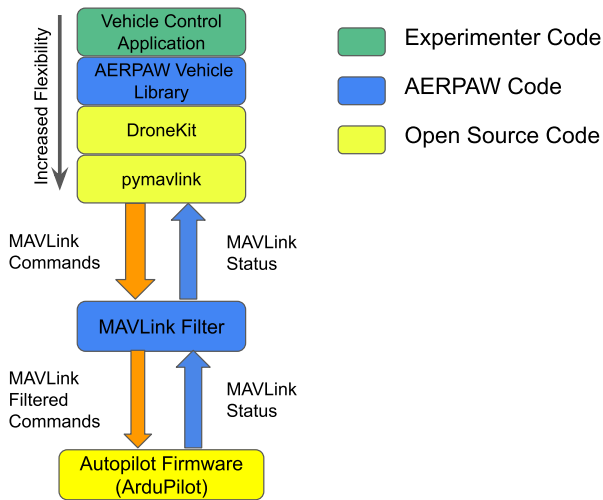 Vehicle Control
Application
AERPAW Vehicle
Library
DroneKit
pymavlink
Increased Flexibility
Experimenter Code
AERPAW Code
Open Source Code
MAVLink
Commands
MAVLink
Status
MAVLink Filter
MAVLink
Filtered
Commands
MAVLink
Status
Autopilot Firmware
(ArduPilot)